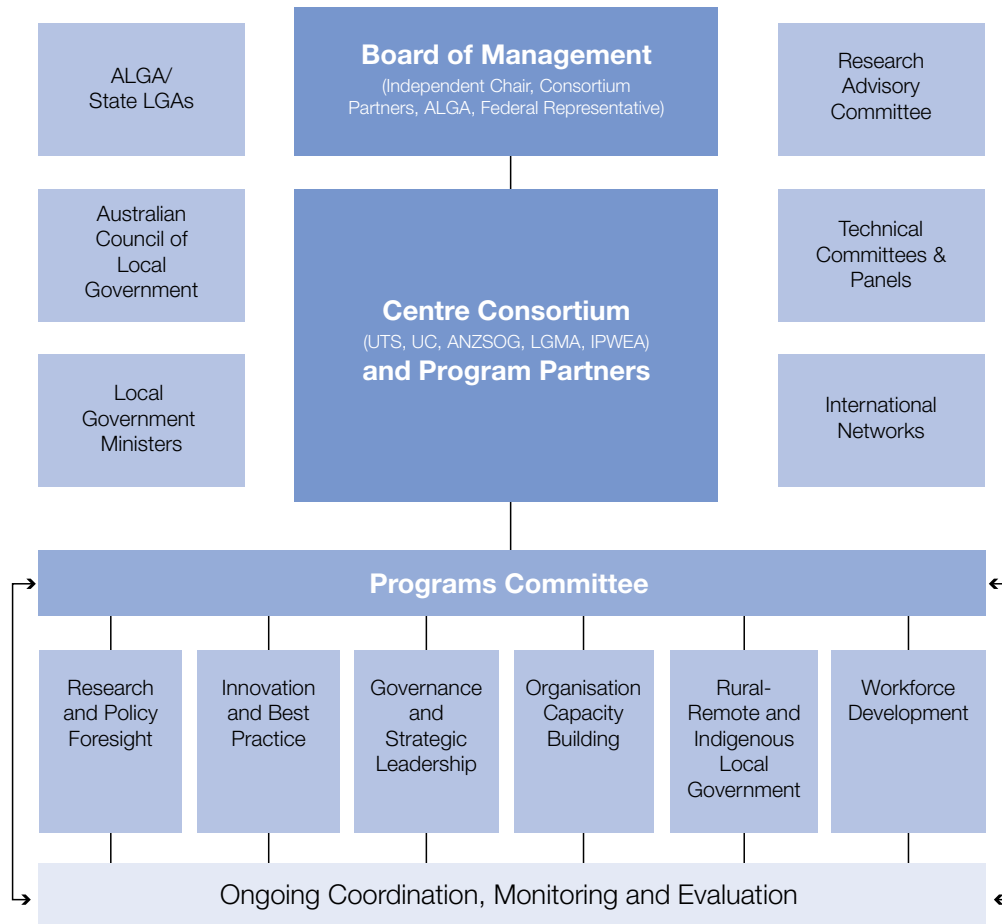 ALGA/
State LGAs
Board of Management
(Independent Chair, Consortium
Partners, ALGA, Federal Representative)
Research
Advisory
Committee
Australian
Council of
Local
Government
Centre Consortium
(UTS, UC, ANZSOG, LGMA, IPWEA)
and Program Partners
Technical
Committees &
Panels
Local
Government
Ministers
International
Networks
Programs Committee
Research
and Policy
Foresight
Innovation
and Best
Practice
Governance
and
Strategic
Leadership
Organisation
Capacity
Building
Rural-
Remote and
Indigenous
Local
Government
Workforce
Development
Ongoing Coordination, Monitoring and Evaluation